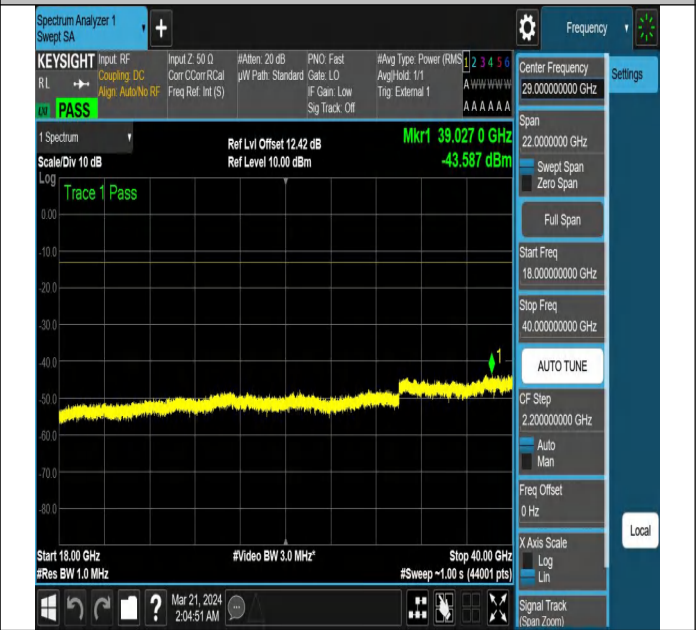 Spectrum Analyzer 1
Swept SA
+
Frequency
KEYSIGHT
Input: RF
Coupling: DC
Align: Auto/No RF
Input Z: 50 Ω
Corr CCorr RCal
Freq Ref: Int (S)
#Atten: 20 dB
µW Path: Standard
PNO: Fast
Gate: LO
IF Gain: Low
Sig Track: Off
#Avg Type: Power (RMS
Avg|Hold: 1/1
Trig: External 1
1 2 3 4 5 6
A W W W W W
A A A A A A
RL
PASS
1 Spectrum
Scale/Div 10 dB
Ref Lvl Offset 12.42 dB
Ref Level 10.00 dBm
Mkr1 39.027 0 GHz
-43.587 dBm
Log
Trace 1 Pass
0.00
-10.0
-20.0
-30.0
-40.0
-50.0
-60.0
-70.0
-80.0
1
Start 18.00 GHz
#Res BW 1.0 MHz
#Video BW 3.0 MHz*
Stop 40.00 GHz
#Sweep ~1.00 s (44001 pts)
Mar 21, 2024
2:04:51 AM
Center Frequency
29.000000000 GHz
Settings
Span
22.0000000 GHz
Swept Span
Zero Span
Full Span
Start Freq
18.000000000 GHz
Stop Freq
40.000000000 GHz
AUTO TUNE
CF Step
2.200000000 GHz
Auto
Man
Freq Offset
0 Hz
X Axis Scale
Log
Lin
Local
Signal Track
(Span Zoom)